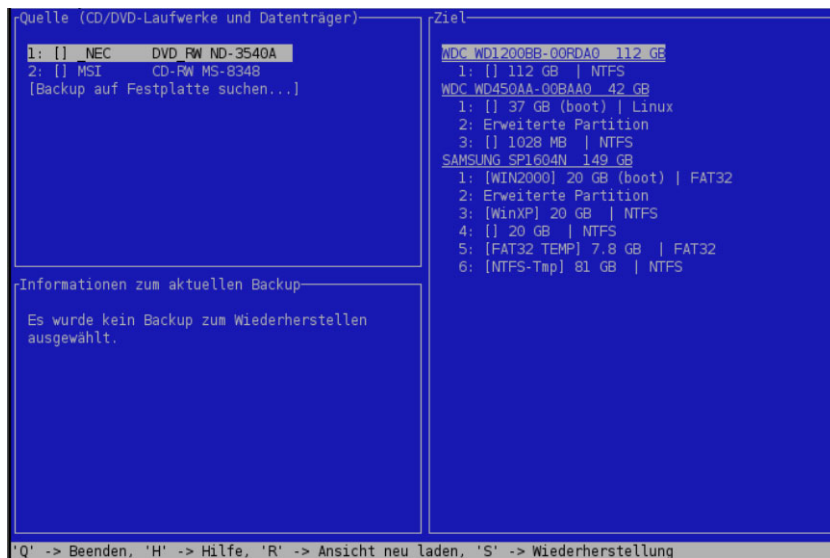 Quelle (CD/DVD-Laufwerke und Datenträger)
1: [] _NEC DVD_RW ND-3540A
2: [] MSI CD-RW MS-8348
[Backup auf Festplatte suchen...]
Informationen zum aktuellen Backup
Es wurde kein Backup zum Wiederherstellen
ausgewählt.
Ziel
WDC WD1200BB-00RDA0 112 GB
1: [] 112 GB | NTFS
WDC WD450AA-00BAA0 42 GB
1: [] 37 GB (boot) | Linux
2: Erweiterte Partition
3: [] 1028 MB | NTFS
SAMSUNG SP1604N 149 GB
1: [WIN2000] 20 GB (boot) | FAT32
2: Erweiterte Partition
3: [WinXP] 20 GB | NTFS
4: [] 20 GB | NTFS
5: [FAT32 TEMP] 7.8 GB | FAT32
6: [NTFS-Tmp] 81 GB | NTFS
'Q' -> Beenden, 'H' -> Hilfe, 'R' -> Ansicht neu laden, 'S' -> Wiederherstellung